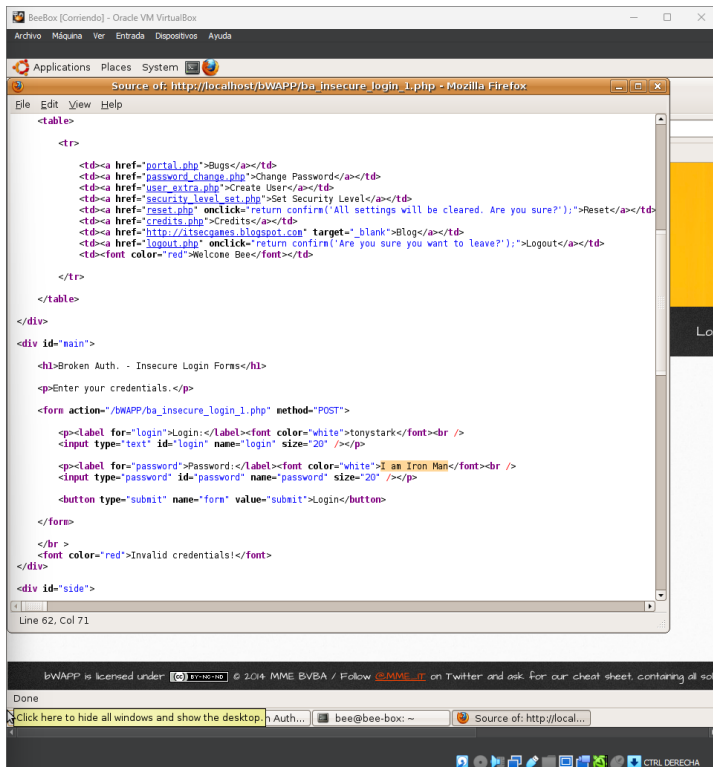 BeeBox [Corriendo] - Oracle VM VirtualBox
Archivo Máquina Ver Entrada Dispositivos Ayuda
Applications Places System
Source of: http://localhost/bWAPP/ba_insecure_login_1.php - Mozilla Firefox
File Edit View Help
<table>
<tr>
<td><a href="portal.php">Bugs</a></td>
<td><a href="password_change.php">Change Password</a></td>
<td><a href="user_extra.php">Create User</a></td>
<td><a href="security_level_set.php">Set Security Level</a></td>
<td><a href="reset.php" onclick="return confirm('All settings will be cleared. Are you sure?');">Reset</a></td>
<td><a href="credits.php">Credits</a></td>
<td><a href="http://itsecgames.blogspot.com" target="_blank">Blog</a></td>
<td><a href="logout.php" onclick="return confirm('Are you sure you want to leave?');">Logout</a></td>
<td><font color="red">Welcome Bee</font></td>
</tr>
</table>
</div>
Lo
<div id="main">
<h1>Broken Auth. - Insecure Login Forms</h1>
<p>Enter your credentials.</p>
<form action="/bWAPP/ba_insecure_login_1.php" method="POST">
<p><label for="login">Login:</label><font color="white">tonystark</font><br />
<input type="text" id="login" name="login" size="20" /></p>
<p><label for="password">Password:</label><font color="white">I am Iron Man</font><br />
<input type="password" id="password" name="password" size="20" /></p>
<button type="submit" name="form" value="submit">Login</button>
</form>
</br >
<font color="red">Invalid credentials!</font>
</div>
<div id="side">
Line 62, Col 71
bWAPP is licensed under (cc) BY-NC-ND © 2014 MME BVBA / Follow @MME_IT on Twitter and ask for our cheat sheet, containing all sol
Done
Click here to hide all windows and show the desktop.
n Auth... bee@bee-box: ~ Source of: http://local...
CTRL DERECHA